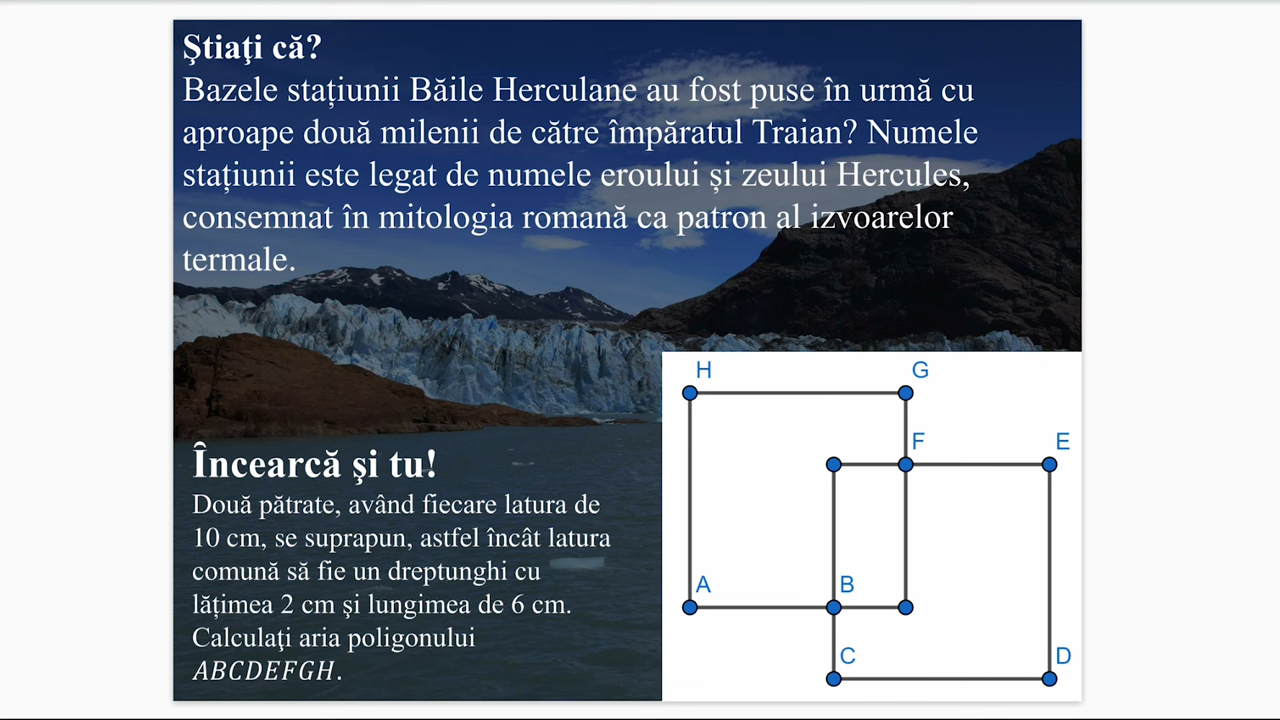 Ştiaţi că?
Bazele stațiunii Băile Herculane au fost puse în urmă cu
aproape două milenii de către împăratul Traian? Numele
stațiunii este legat de numele eroului și zeului Hercules,
consemnat în mitologia romană ca patron al izvoarelor
termale.
Încearcă şi tu!
Două pătrate, având fiecare latura de
10 cm, se suprapun, astfel încât latura
comună să fie un dreptunghi cu
lăţimea 2 cm şi lungimea de 6 cm.
Calculaţi aria poligonului
ABCDEFGH.
H
G
F
E
A
B
C
D